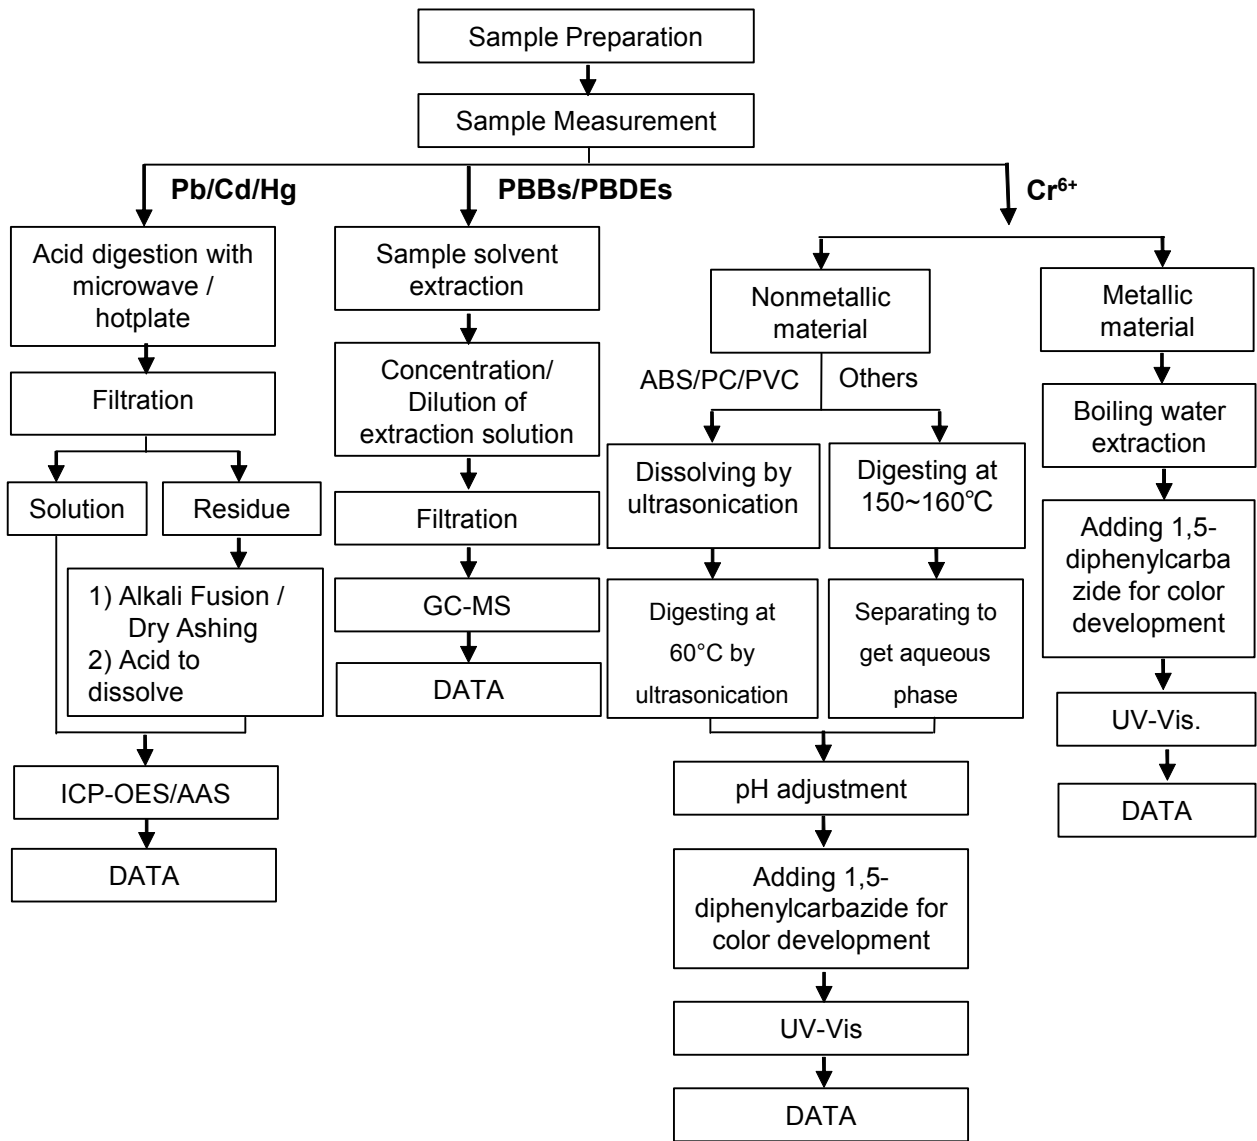 Sample Preparation
Sample Measurement
Pb/Cd/Hg
PBBs/PBDEs
Cr⁶⁺
Acid digestion with
microwave /
hotplate
Filtration
Solution
Residue
1) Alkali Fusion /
Dry Ashing
2) Acid to
dissolve
ICP-OES/AAS
DATA
Sample solvent
extraction
Concentration/
Dilution of
extraction solution
Filtration
GC-MS
DATA
Nonmetallic
material
ABS/PC/PVC
Others
Dissolving by
ultrasonication
Digesting at
60°C by
ultrasonication
Digesting at
150~160℃
Separating to
get aqueous
phase
pH adjustment
Adding 1,5-
diphenylcarbazide for
color development
UV-Vis
DATA
Metallic
material
Boiling water
extraction
Adding 1,5-
diphenylcarba
zide for color
development
UV-Vis.
DATA